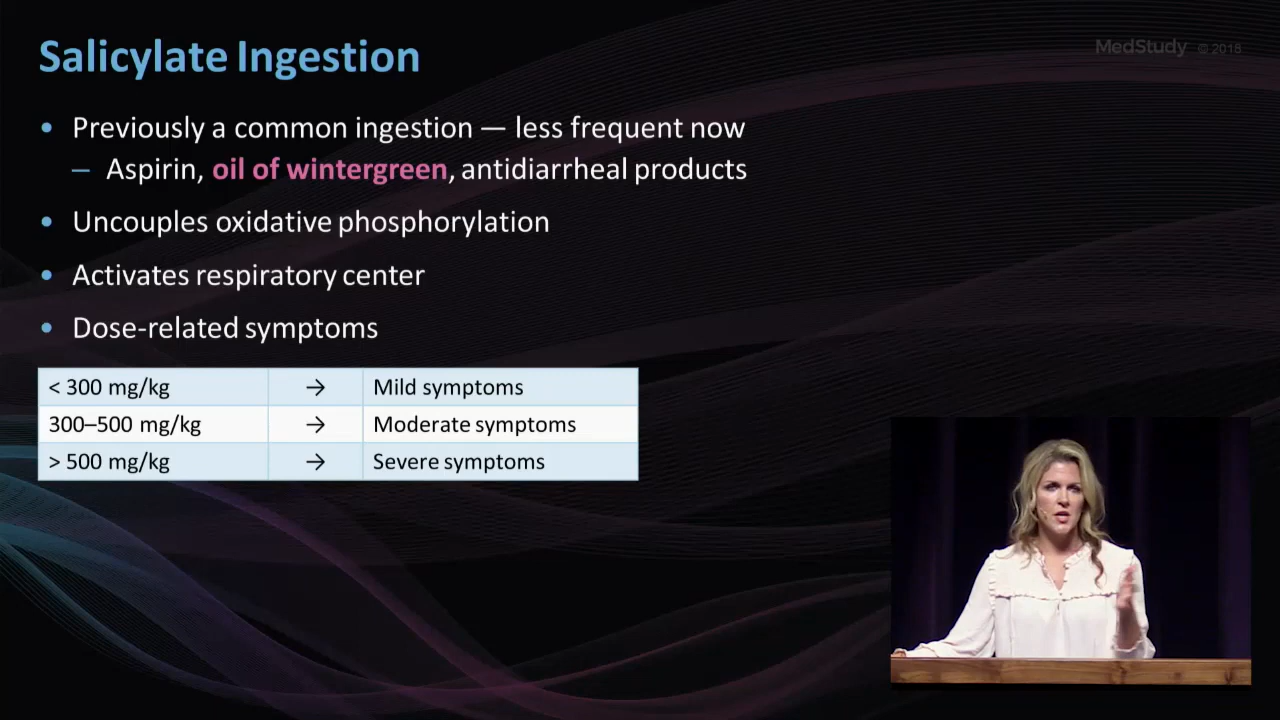 Salicylate Ingestion
MedStudy © 2018
• Previously a common ingestion — less frequent now
– Aspirin, oil of wintergreen, antidiarrheal products
• Uncouples oxidative phosphorylation
• Activates respiratory center
• Dose-related symptoms
< 300 mg/kg → Mild symptoms
300–500 mg/kg → Moderate symptoms
> 500 mg/kg → Severe symptoms